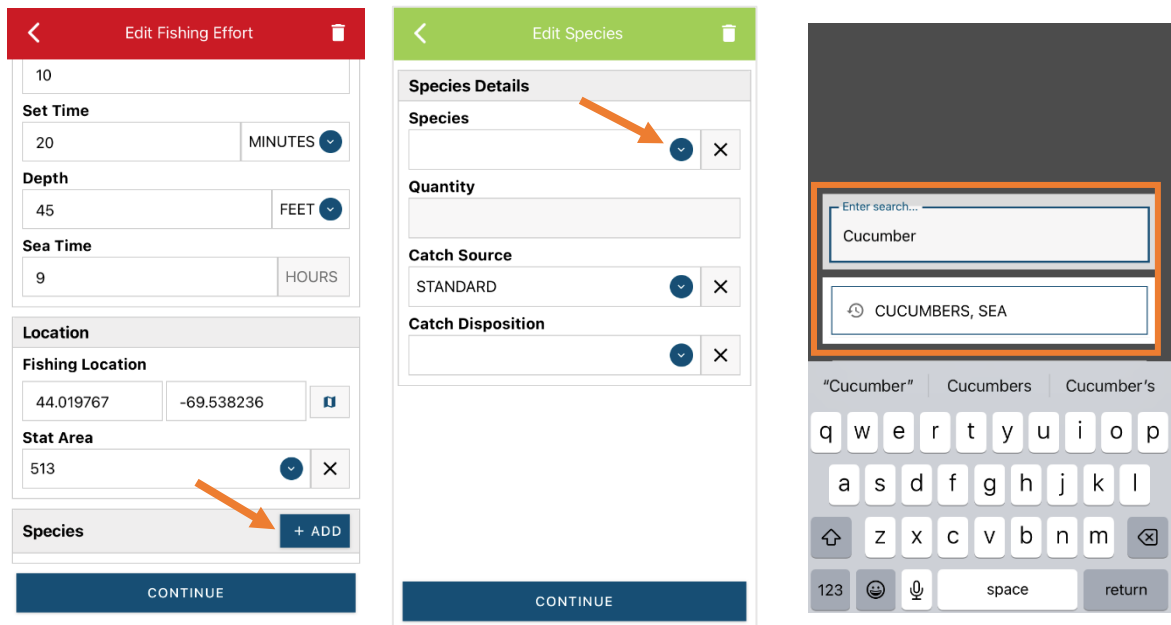 Edit Fishing Effort
10
Set Time
20 MINUTES
Depth
45 FEET
Sea Time
9 HOURS
Location
Fishing Location
44.019767 -69.538236
Stat Area
513
Species + ADD
CONTINUE
Edit Species
Species Details
Species
Quantity
Catch Source
STANDARD
Catch Disposition
CONTINUE
Enter search...
Cucumber
CUCUMBERS, SEA
“Cucumber” Cucumbers Cucumber's
q w e r t y u i o p
a s d f g h j k l
z x c v b n m
123 space return